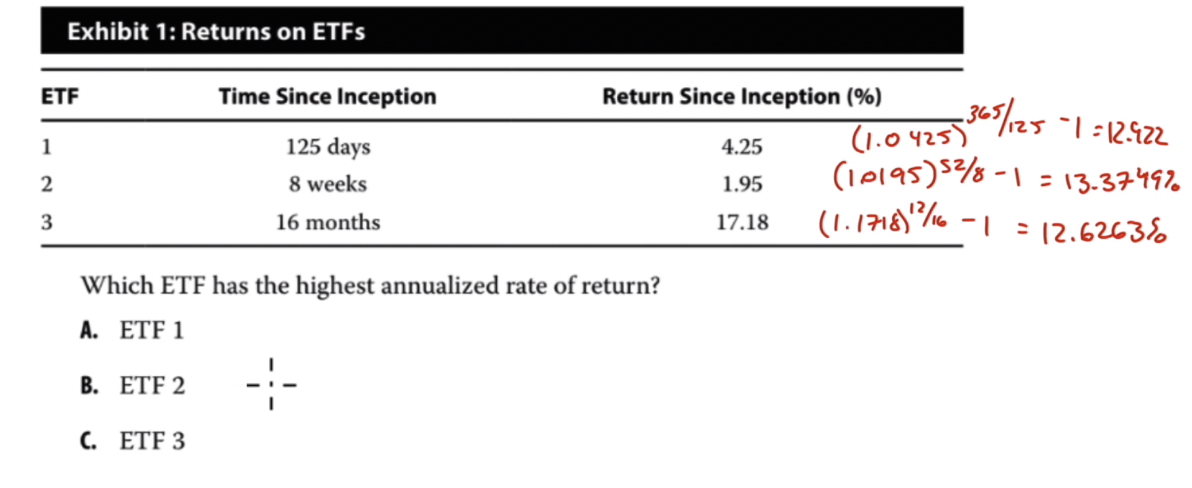 Exhibit 1: Returns on ETFs
ETF Time Since Inception Return Since Inception (%)
1 125 days 4.25 (1.0425)^365/125 -1 = 12.922
2 8 weeks 1.95 (1.0195)^52/8 - 1 = 13.3749%
3 16 months 17.18 (1.1718)^12/16 - 1 = 12.6263%
Which ETF has the highest annualized rate of return?
A. ETF 1
B. ETF 2
C. ETF 3